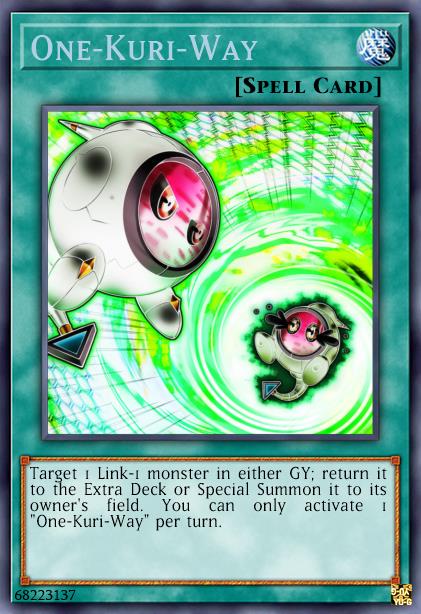 One-Kuri-Way
[Spell Card]
Target 1 Link-1 monster in either GY; return it
to the Extra Deck or Special Summon it to its
owner's field. You can only activate 1
"One-Kuri-Way" per turn.
68223137